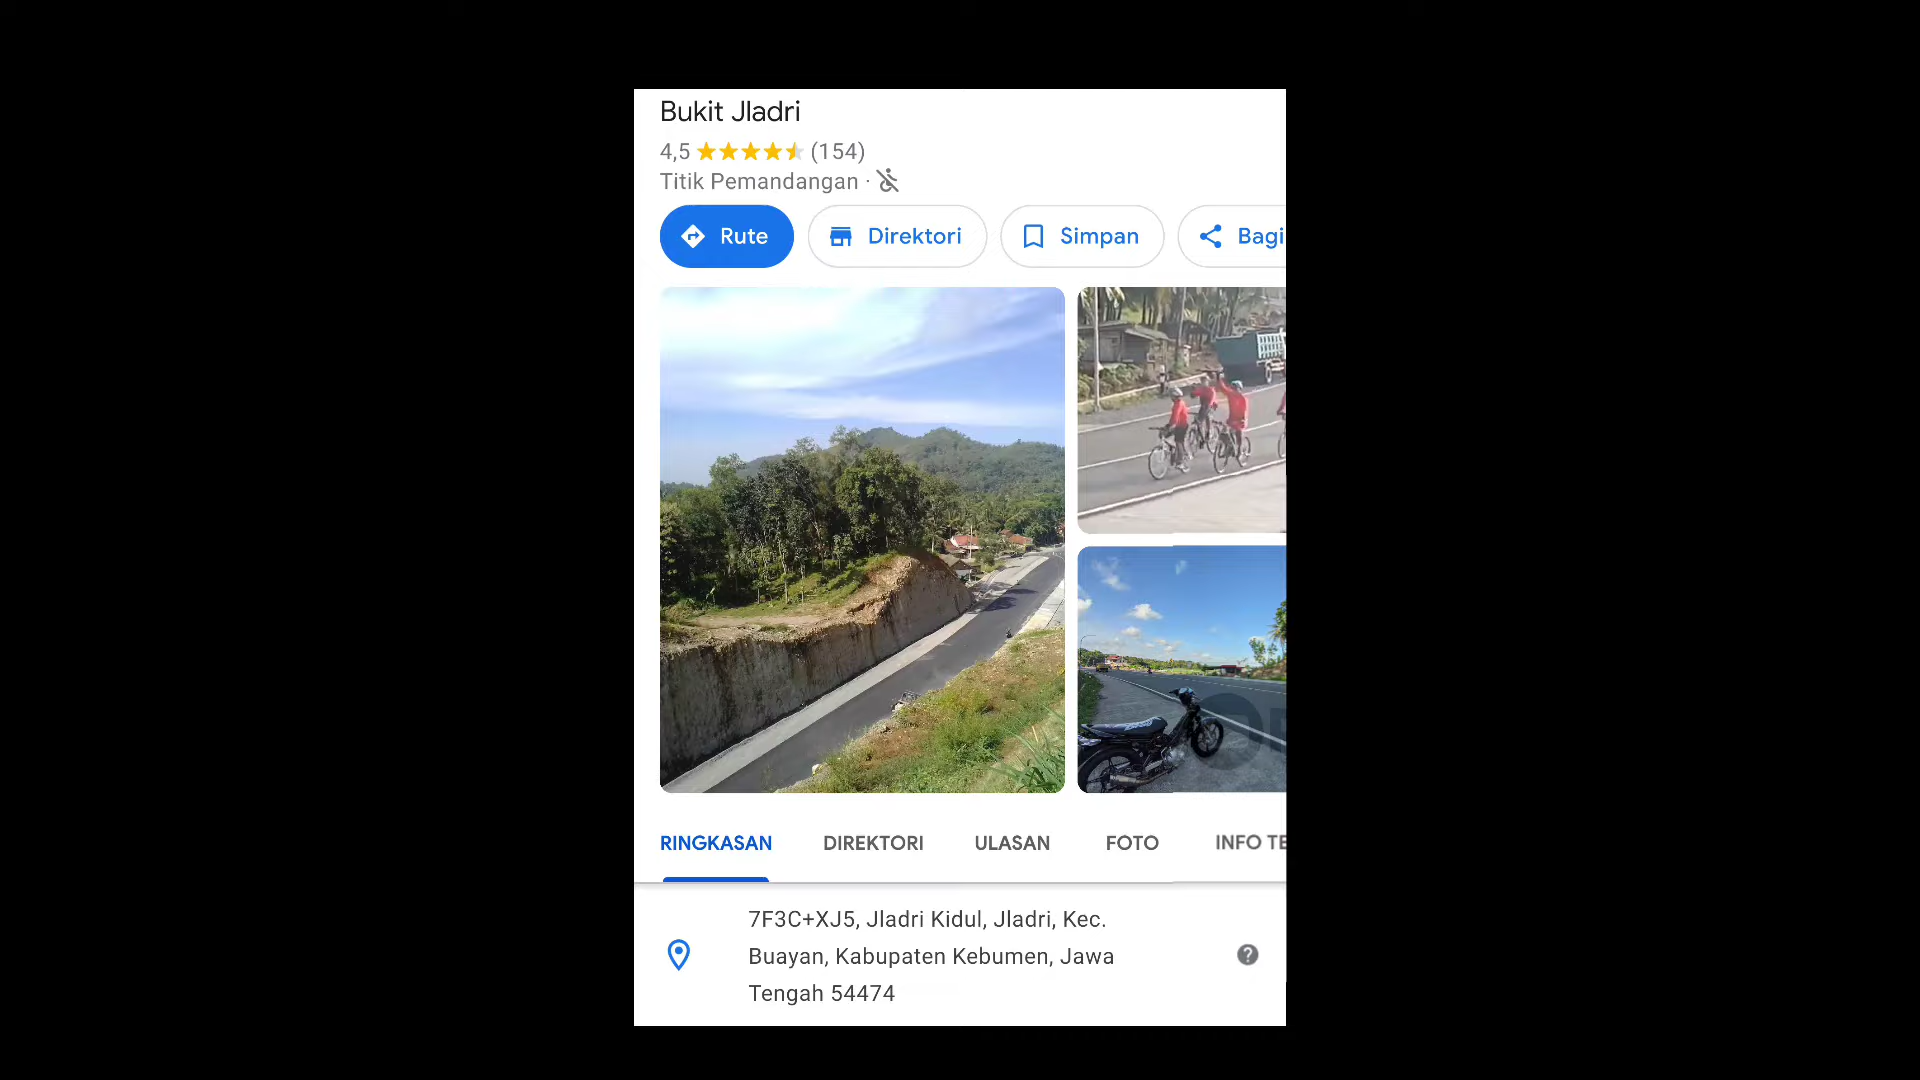 Bukit Jladri
4,5 (154)
Titik Pemandangan ·
Rute
Direktori
Simpan
Bagi
RINGKASAN
DIREKTORI
ULASAN
FOTO
INFO TE
7F3C+XJ5, Jladri Kidul, Jladri, Kec.
Buayan, Kabupaten Kebumen, Jawa
Tengah 54474